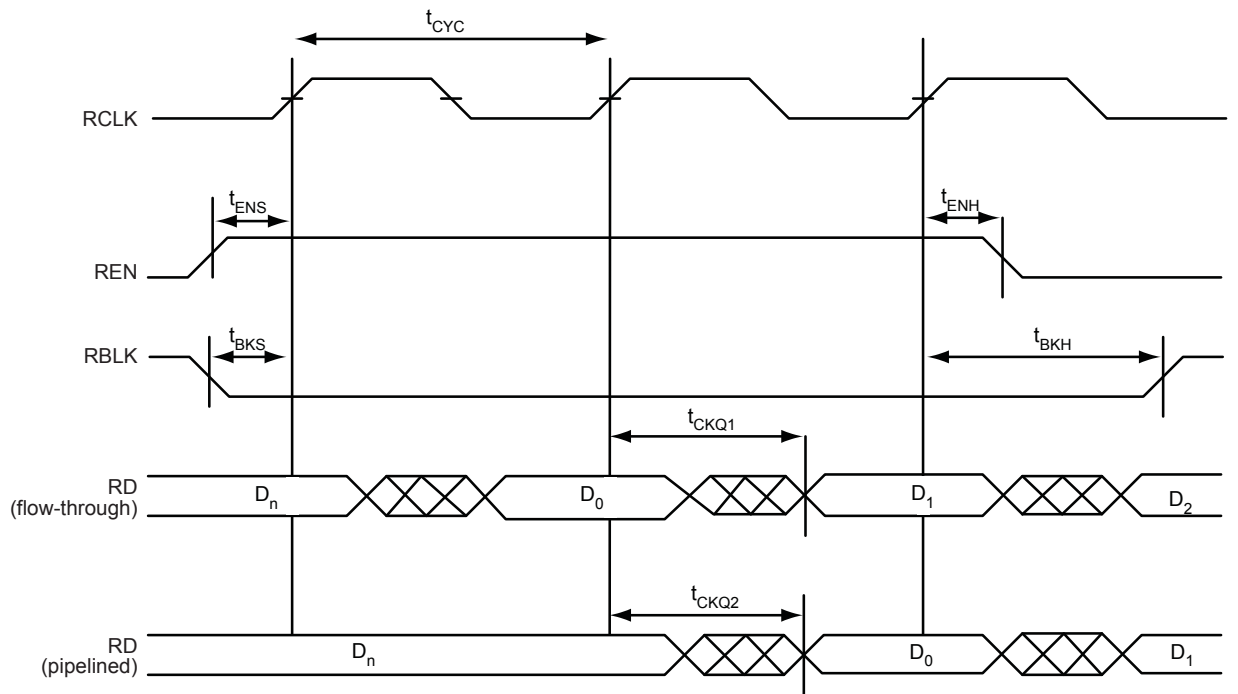 tCYC
RCLK
tENS
tENH
REN
RBLK
tBKS
tBKH
tCKQ1
RD
(flow-through)
Dn
D0
D1
D2
tCKQ2
RD
(pipelined)
Dn
D0
D1